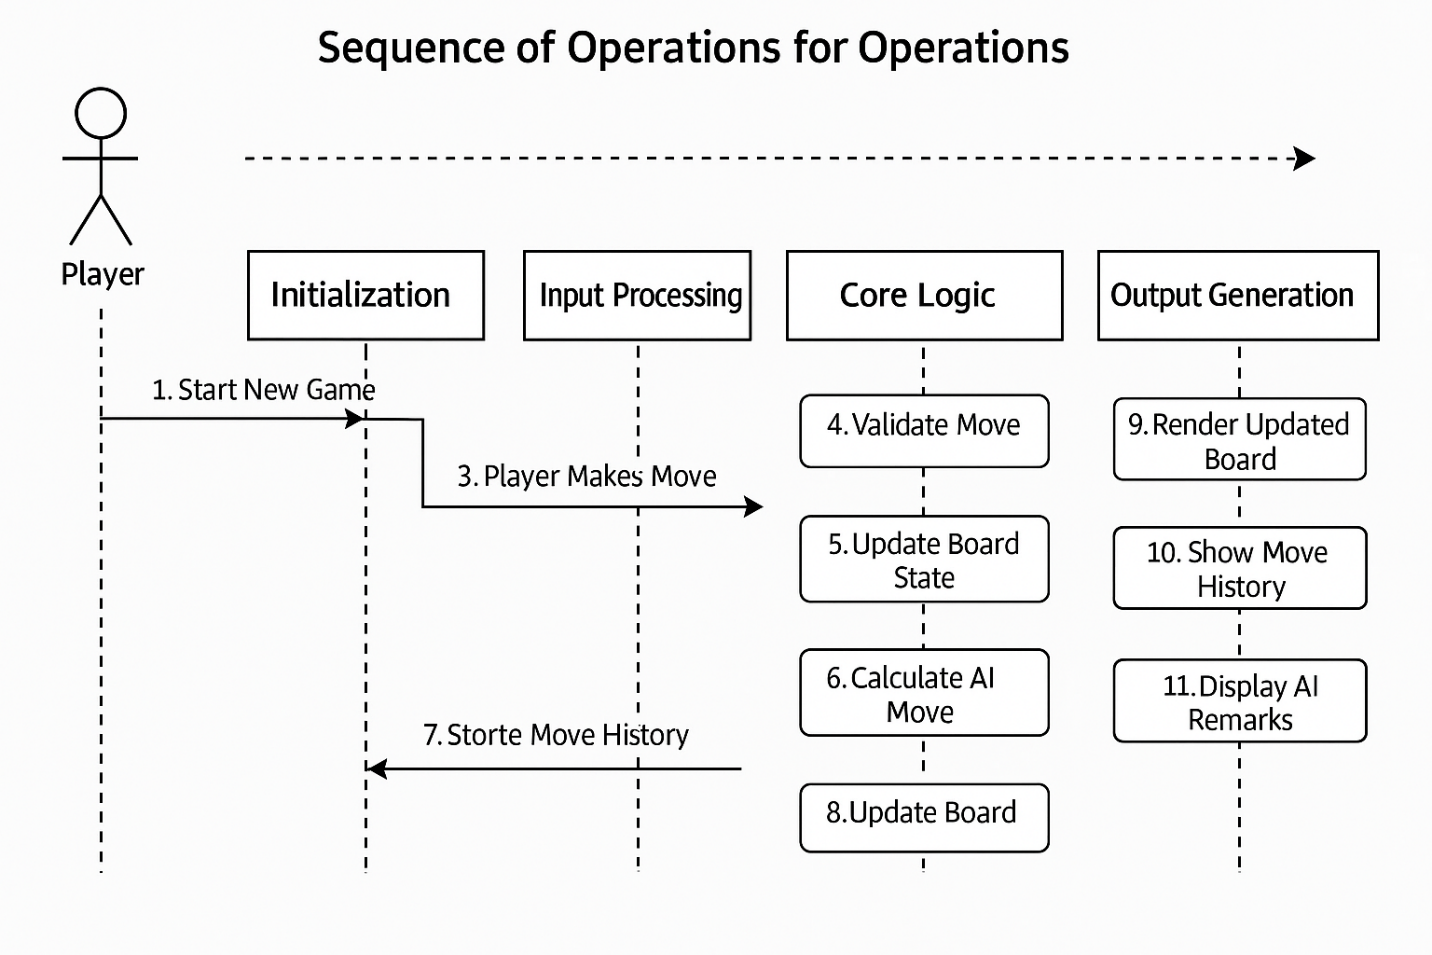 Sequence of Operations for Operations
Player
Initialization
Input Processing
Core Logic
Output Generation
1. Start New Game
3. Player Makes Move
4. Validate Move
5. Update Board
State
6. Calculate AI
Move
7. Storte Move History
8. Update Board
9. Render Updated
Board
10. Show Move
History
11. Display AI
Remarks